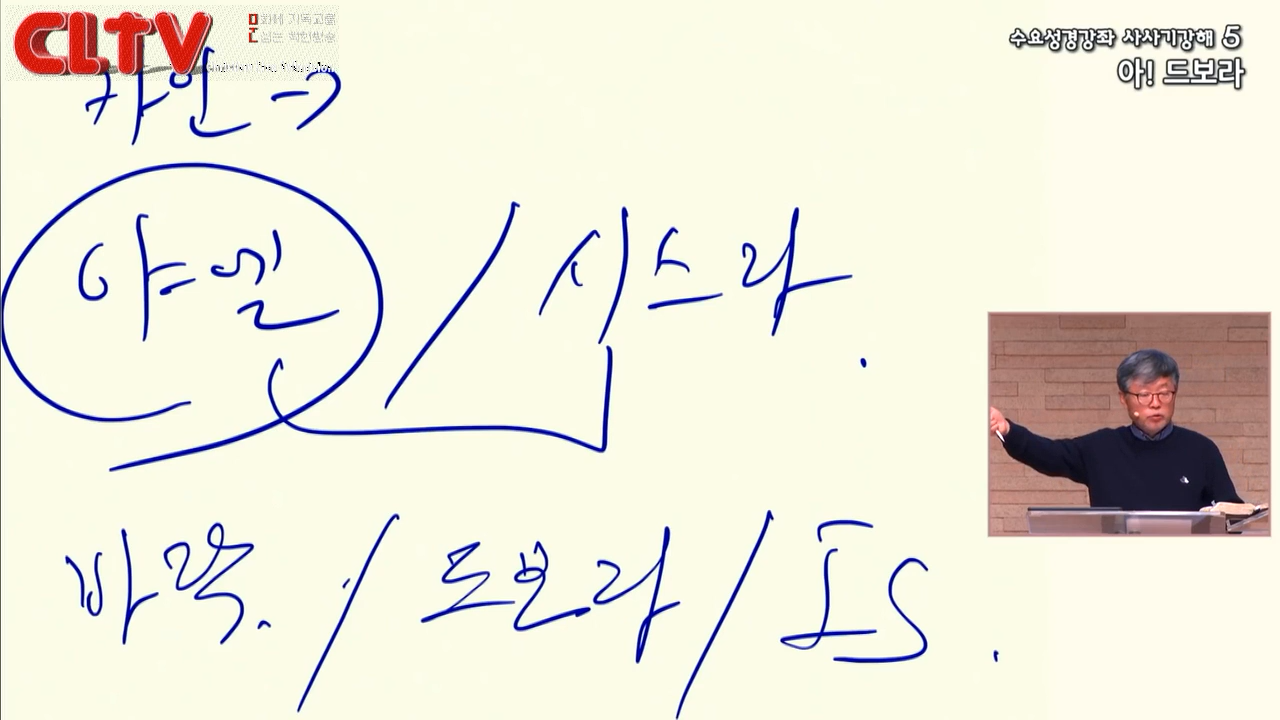 CLTV
수요성경강좌 사사기강해 5
아! 드보라
가인 →
야엘 / 시스라
바락. / 드보라 / IS.